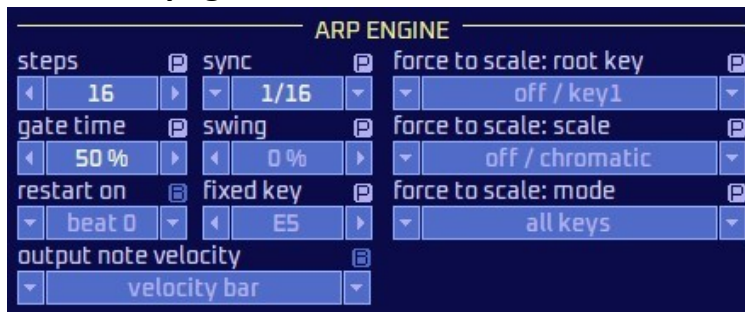 ARP ENGINE
steps P sync P force to scale: root key P
16 1/16 off / key1
gate time P swing P force to scale: scale P
50 % 0 % off / chromatic
restart on B fixed key P force to scale: mode P
beat 0 E5 all keys
output note velocity B
velocity bar